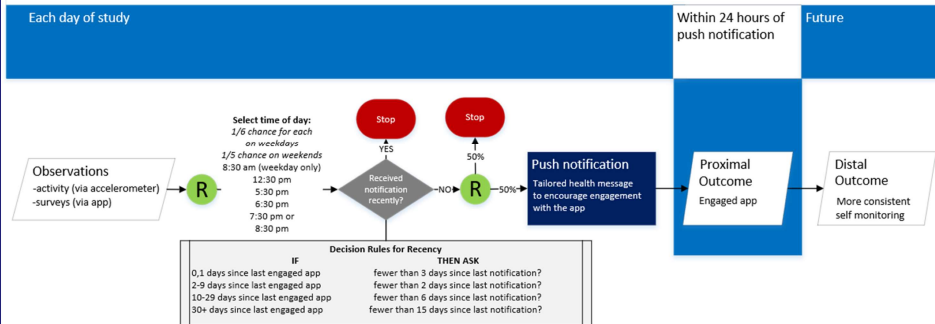 Each day of study
Within 24 hours of
push notification
Future
Observations
-activity (via accelerometer)
-surveys (via app)
R
Select time of day:
1/6 chance for each
on weekdays
1/5 chance on weekends
8:30 am (weekday only)
12:30 pm
5:30 pm
6:30 pm
7:30 pm or
8:30 pm
Stop
YES
Received
notification
recently?
NO
Stop
50%
R
50%
Push notification
Tailored health message
to encourage engagement
with the app
Proximal
Outcome
Engaged app
Distal
Outcome
More consistent
self monitoring
Decision Rules for Recency
IF THEN ASK
0,1 days since last engaged app fewer than 3 days since last notification?
2-9 days since last engaged app fewer than 2 days since last notification?
10-29 days since last engaged app fewer than 6 days since last notification?
30+ days since last engaged app fewer than 15 days since last notification?